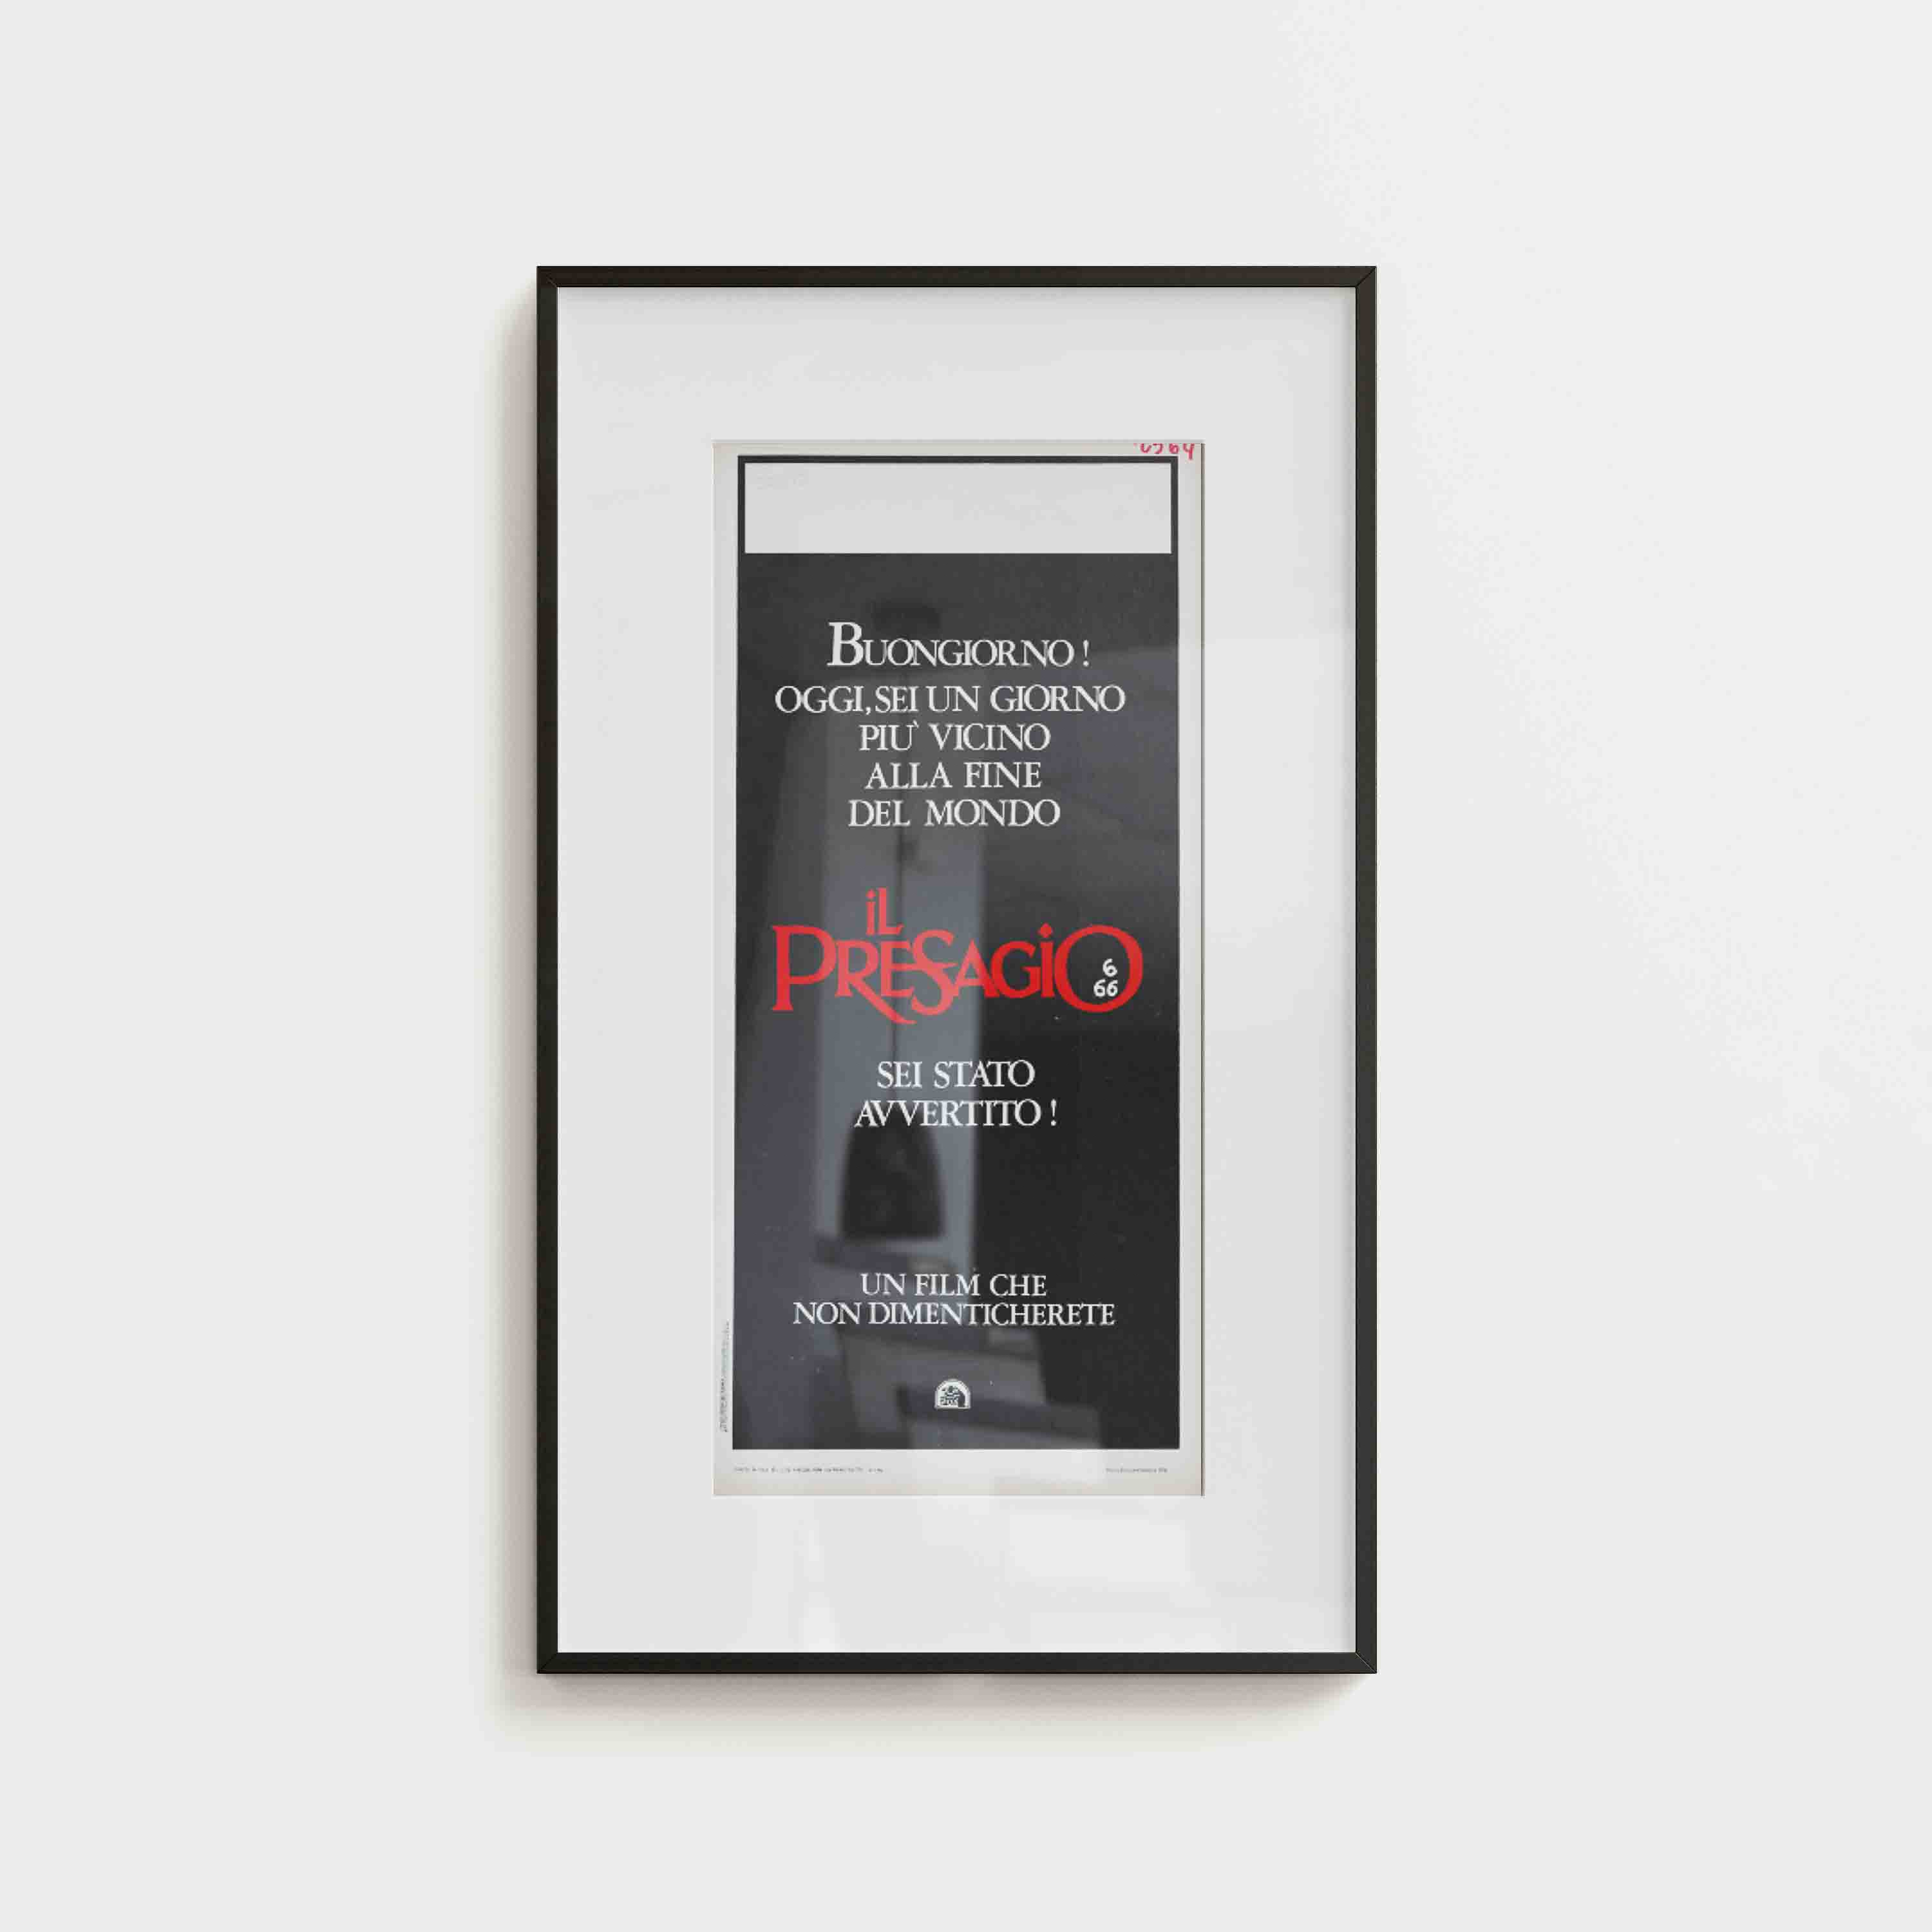 BUONGIORNO !
OGGI, SEI UN GIORNO
PIU' VICINO
ALLA FINE
DEL MONDO
iL
PRESAGiO
6
66
SEI STATO
AVVERTITO !
UN FILM CHE
NON DIMENTICHERETE